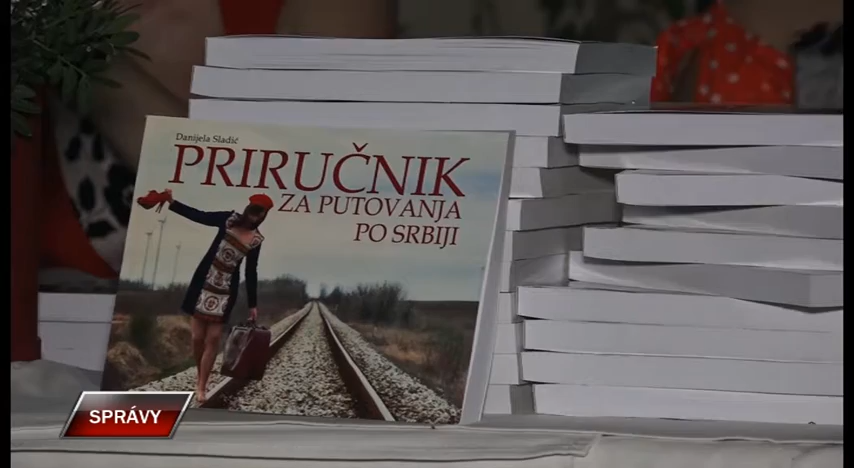 Danijela Sladić
PRIRUČNIK
ZA PUTOVANJA
PO SRBIJI
SPRÁVY